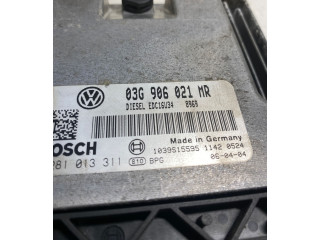 03G 906 021 MR
DIESEL EDC16U34 8969
BOSCH
Made in Germany
1039S15595 1142 0524
281 013 311 BPG 06-04-04